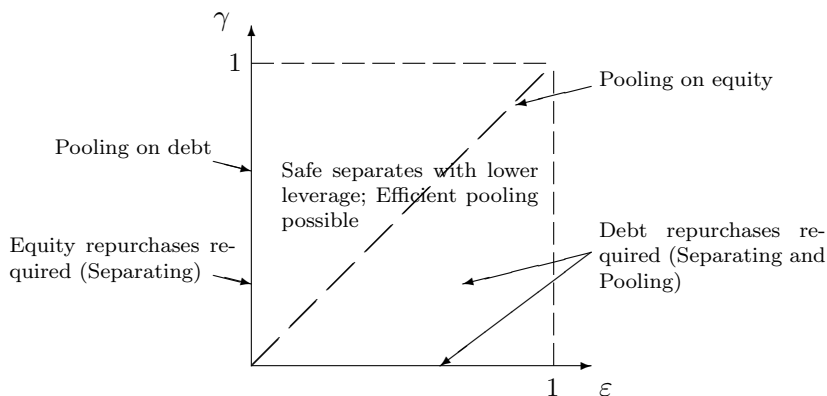 γ
1
Pooling on equity
Pooling on debt
Safe separates with lower
leverage; Efficient pooling
possible
Equity repurchases re-
quired (Separating)
Debt repurchases re-
quired (Separating and
Pooling)
1
ε